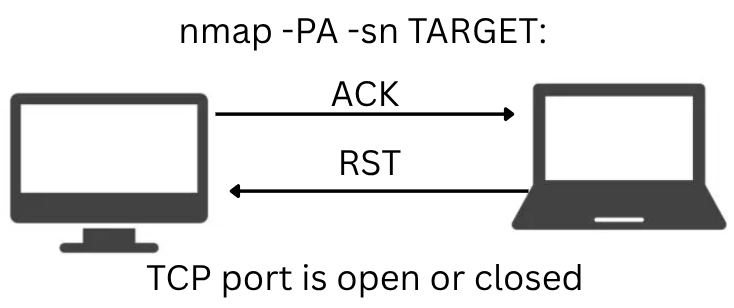 nmap -PA -sn TARGET:
ACK
RST
TCP port is open or closed